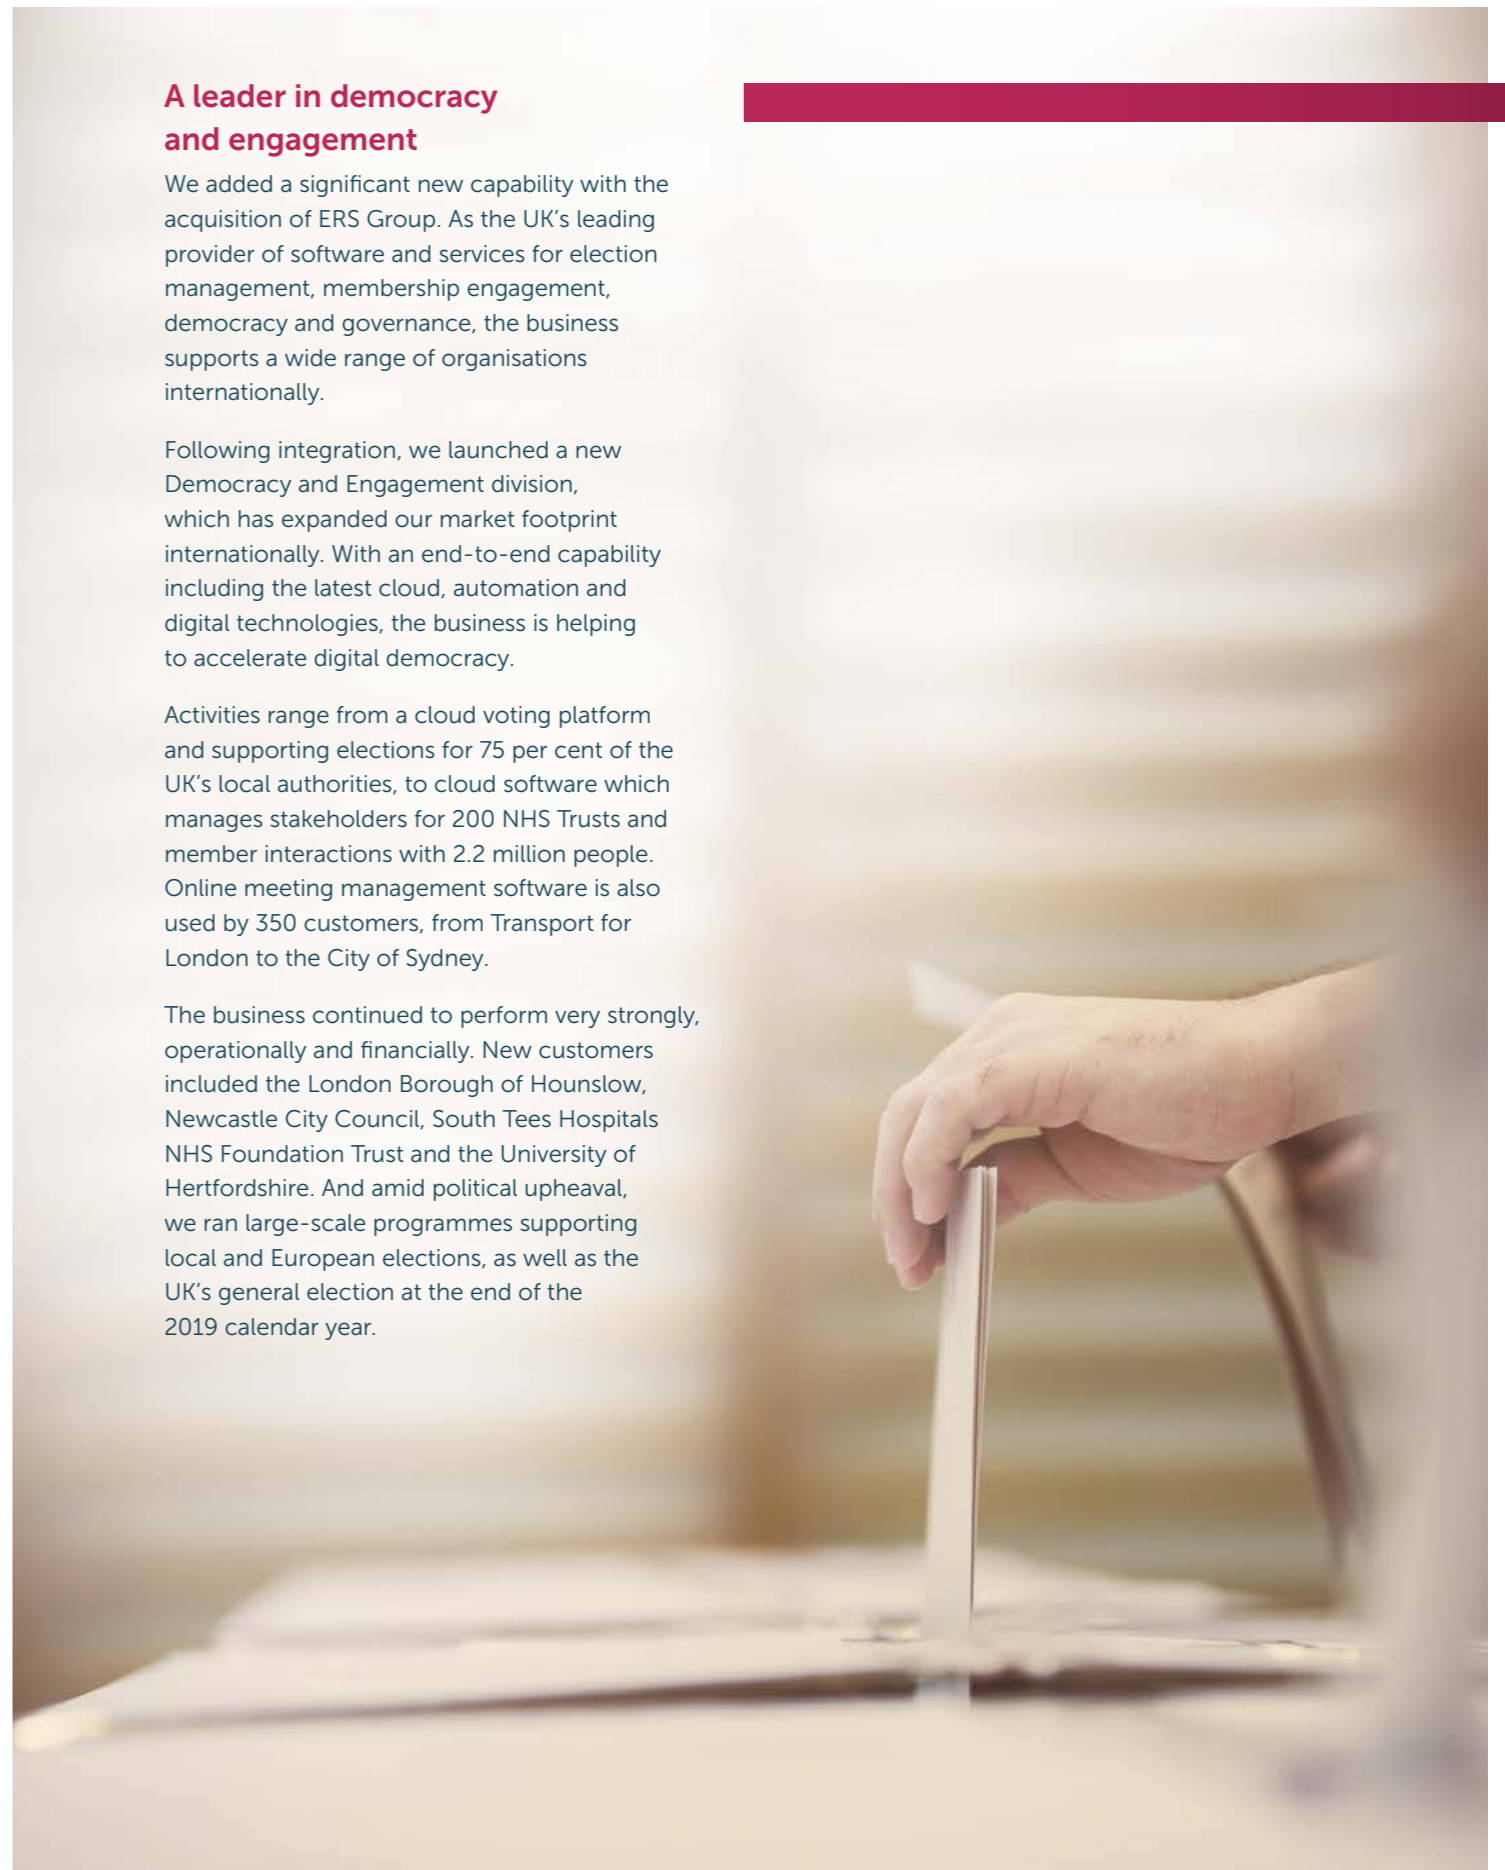 A leader in democracy
and engagement
We added a significant new capability with the
acquisition of ERS Group. As the UK’s leading
provider of software and services for election
management, membership engagement,
democracy and governance, the business
supports a wide range of organisations
internationally.
Following integration, we launched a new
Democracy and Engagement division,
which has expanded our market footprint
internationally. With an end-to-end capability
including the latest cloud, automation and
digital technologies, the business is helping
to accelerate digital democracy.
Activities range from a cloud voting platform
and supporting elections for 75 per cent of the
UK’s local authorities, to cloud software which
manages stakeholders for 200 NHS Trusts and
member interactions with 2.2 million people.
Online meeting management software is also
used by 350 customers, from Transport for
London to the City of Sydney.
The business continued to perform very strongly,
operationally and financially. New customers
included the London Borough of Hounslow,
Newcastle City Council, South Tees Hospitals
NHS Foundation Trust and the University of
Hertfordshire. And amid political upheaval,
we ran large-scale programmes supporting
local and European elections, as well as the
UK’s general election at the end of the
2019 calendar year.